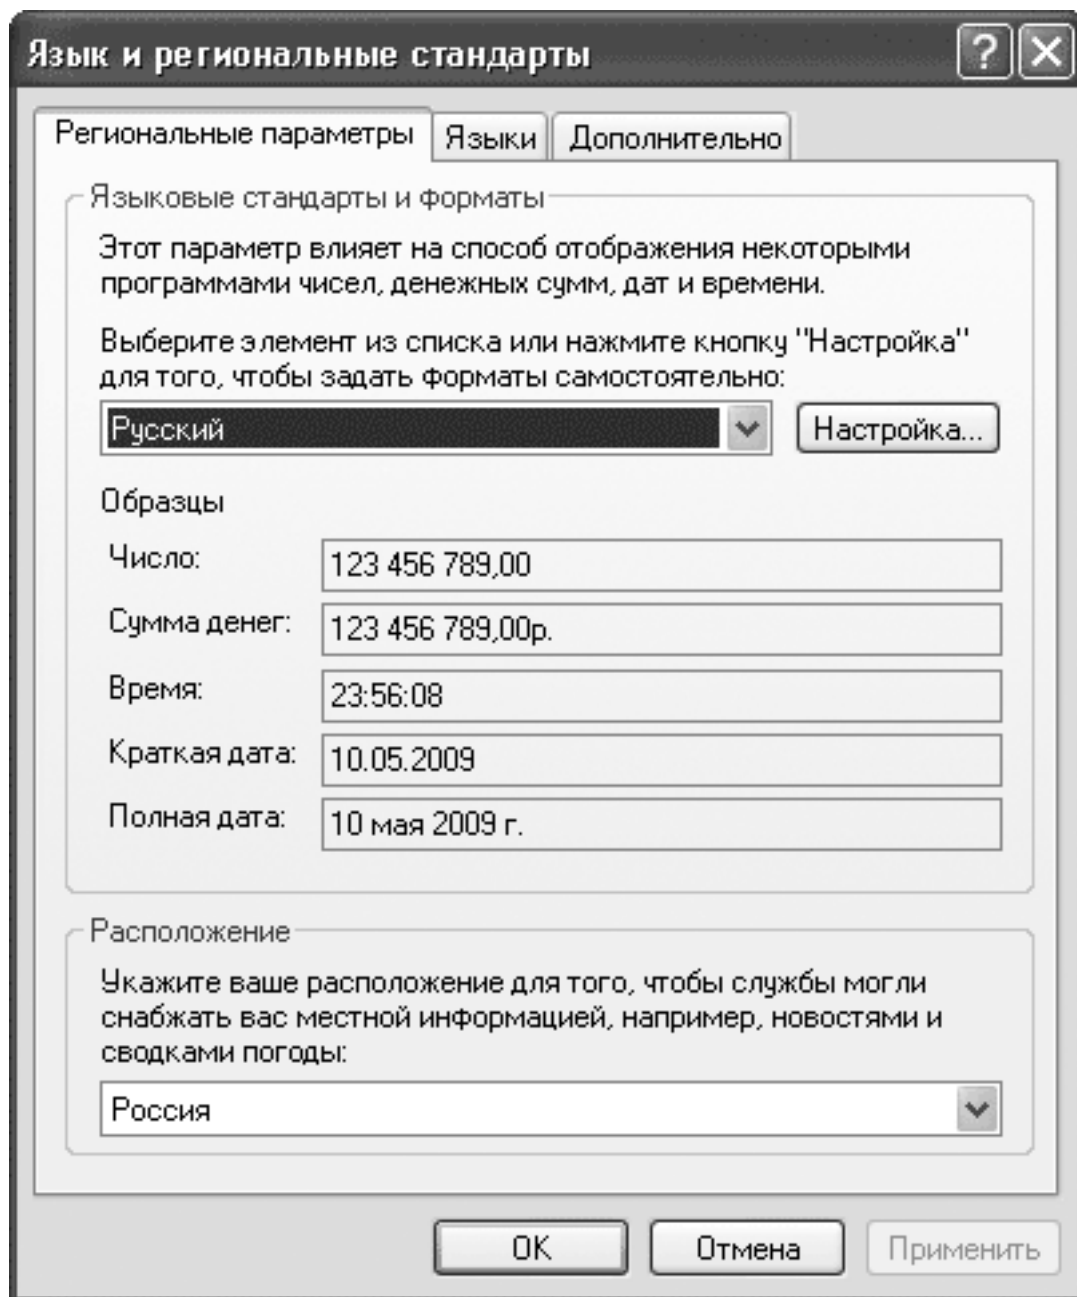 Язык и региональные стандарты
Региональные параметры
Языки
Дополнительно
Языковые стандарты и форматы
Этот параметр влияет на способ отображения некоторыми
программами чисел, денежных сумм, дат и времени.
Выберите элемент из списка или нажмите кнопку "Настройка"
для того, чтобы задать форматы самостоятельно:
Русский
Настройка...
Образцы
Число: 123 456 789,00
Сумма денег: 123 456 789,00р.
Время: 23:56:08
Краткая дата: 10.05.2009
Полная дата: 10 мая 2009 г.
Расположение
Укажите ваше расположение для того, чтобы службы могли
снабжать вас местной информацией, например, новостями и
сводками погоды:
Россия
OK
Отмена
Применить